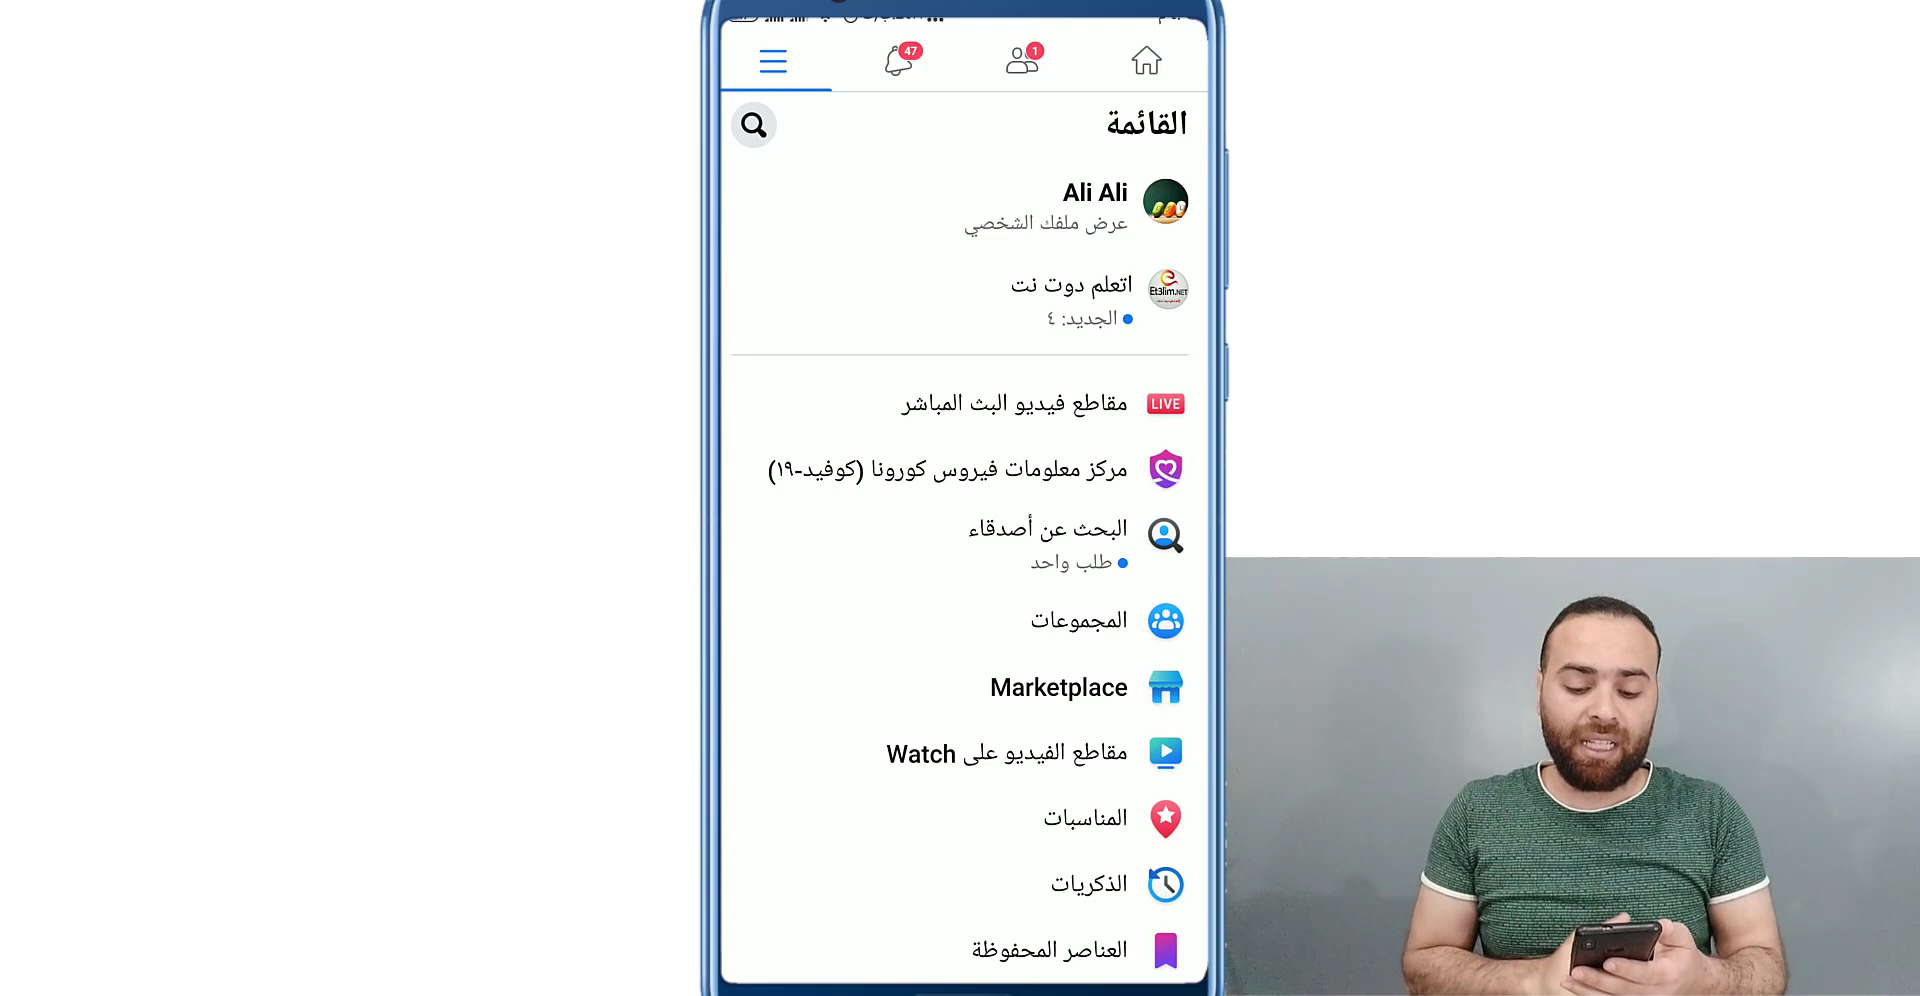 1
47
القائمة
Ali Ali
عرض ملفك الشخصي
Et3lim.NET
اتعلم دوت نت
الجديد: ٤
LIVE
مقاطع فيديو البث المباشر
مركز معلومات فيروس كورونا (كوفيد-١٩)
البحث عن أصدقاء
طلب واحد
المجموعات
Marketplace
مقاطع الفيديو على Watch
المناسبات
الذكريات
العناصر المحفوظة